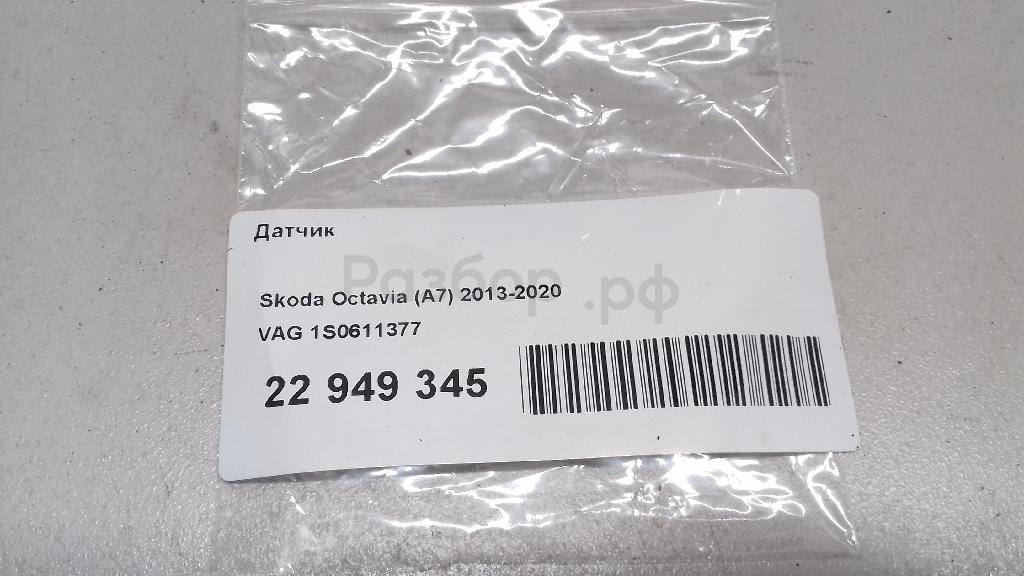 Датчик
Разбор.рф
Skoda Octavia (A7) 2013-2020
VAG 1S0611377
22 949 345